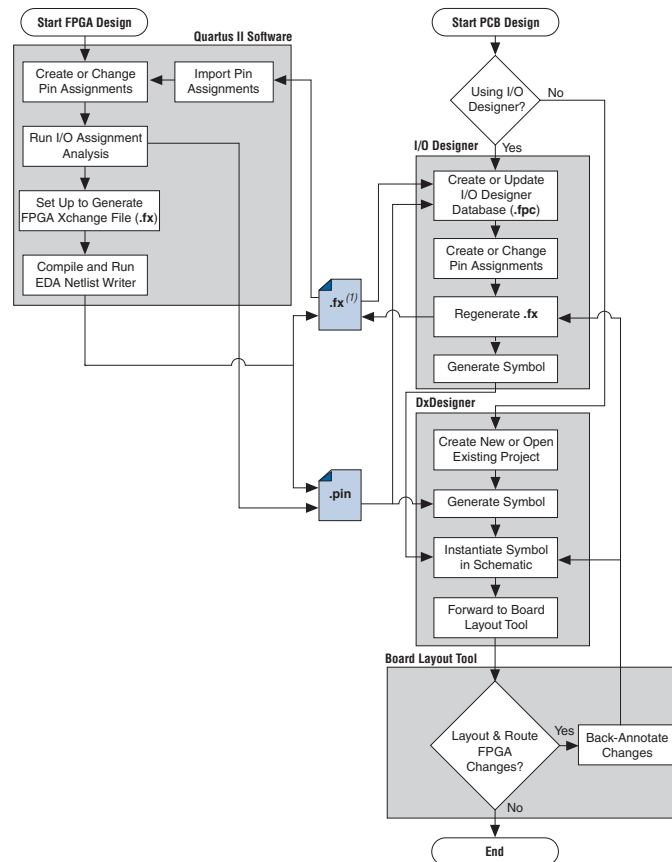 Start FPGA Design
Start PCB Design
Quartus II Software
Create or Change
Pin Assignments
Import Pin
Assignments
Run I/O Assignment
Analysis
Set Up to Generate
FPGA Xchange File (.fx)
Compile and Run
EDA Netlist Writer
Using I/O
Designer?
No
Yes
I/O Designer
Create or Update
I/O Designer
Database (.fpc)
Create or Change
Pin Assignments
.fx (1)
Regenerate .fx
Generate Symbol
DxDesigner
Create New or Open
Existing Project
.pin
Generate Symbol
Instantiate Symbol
in Schematic
Forward to Board
Layout Tool
Board Layout Tool
Layout & Route
FPGA
Changes?
Yes
Back-Annotate
Changes
No
End